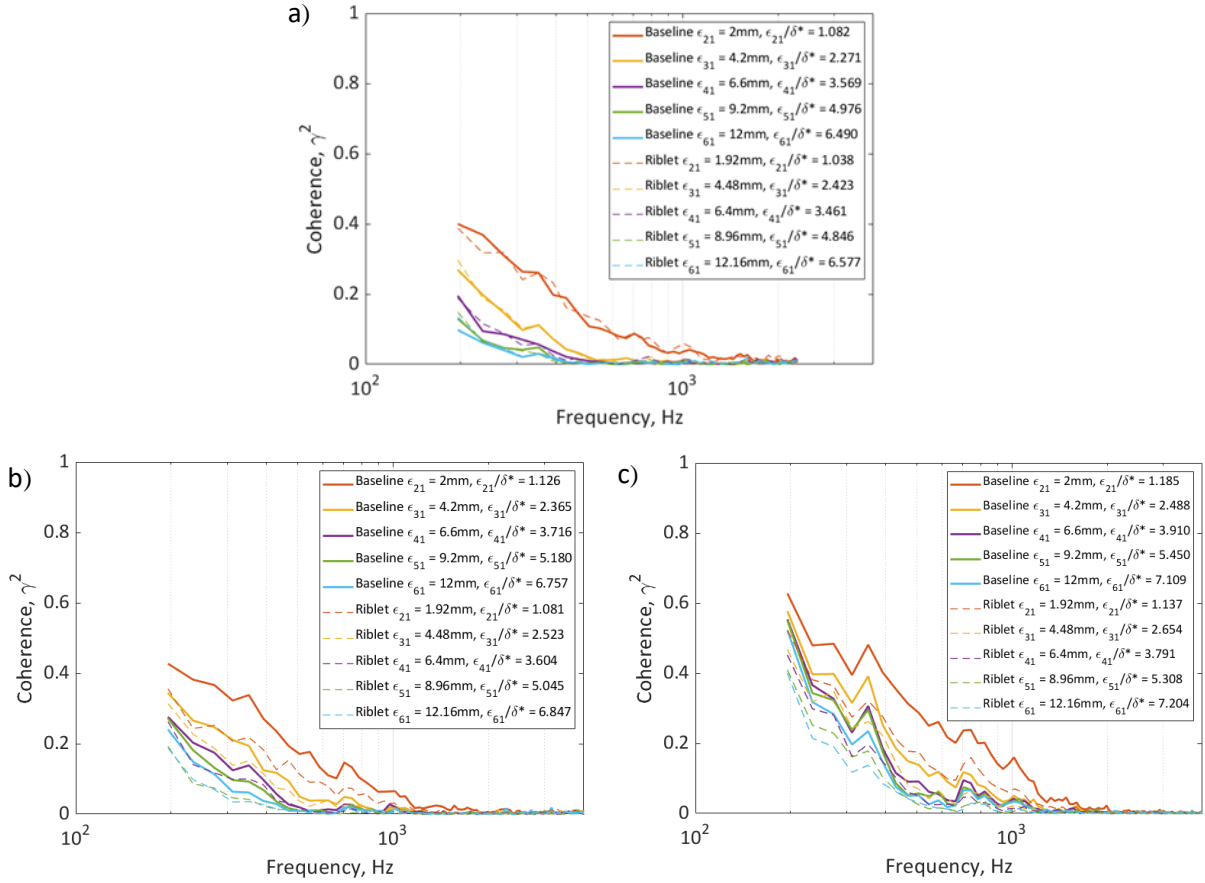 a)
1
0.8
0.6
0.4
0.2
0
Coherence, γ²
10² 10³
Frequency, Hz
Baseline ϵ₂₁ = 2mm, ϵ₂₁/δ* = 1.082
Baseline ϵ₃₁ = 4.2mm, ϵ₃₁/δ* = 2.271
Baseline ϵ₄₁ = 6.6mm, ϵ₄₁/δ* = 3.569
Baseline ϵ₅₁ = 9.2mm, ϵ₅₁/δ* = 4.976
Baseline ϵ₆₁ = 12mm, ϵ₆₁/δ* = 6.490
Riblet ϵ₂₁ = 1.92mm, ϵ₂₁/δ* = 1.038
Riblet ϵ₃₁ = 4.48mm, ϵ₃₁/δ* = 2.423
Riblet ϵ₄₁ = 6.4mm, ϵ₄₁/δ* = 3.461
Riblet ϵ₅₁ = 8.96mm, ϵ₅₁/δ* = 4.846
Riblet ϵ₆₁ = 12.16mm, ϵ₆₁/δ* = 6.577
b)
1
0.8
0.6
0.4
0.2
0
Coherence, γ²
10² 10³
Frequency, Hz
Baseline ϵ₂₁ = 2mm, ϵ₂₁/δ* = 1.126
Baseline ϵ₃₁ = 4.2mm, ϵ₃₁/δ* = 2.365
Baseline ϵ₄₁ = 6.6mm, ϵ₄₁/δ* = 3.716
Baseline ϵ₅₁ = 9.2mm, ϵ₅₁/δ* = 5.180
Baseline ϵ₆₁ = 12mm, ϵ₆₁/δ* = 6.757
Riblet ϵ₂₁ = 1.92mm, ϵ₂₁/δ* = 1.081
Riblet ϵ₃₁ = 4.48mm, ϵ₃₁/δ* = 2.523
Riblet ϵ₄₁ = 6.4mm, ϵ₄₁/δ* = 3.604
Riblet ϵ₅₁ = 8.96mm, ϵ₅₁/δ* = 5.045
Riblet ϵ₆₁ = 12.16mm, ϵ₆₁/δ* = 6.847
c)
1
0.8
0.6
0.4
0.2
0
Coherence, γ²
10² 10³
Frequency, Hz
Baseline ϵ₂₁ = 2mm, ϵ₂₁/δ* = 1.185
Baseline ϵ₃₁ = 4.2mm, ϵ₃₁/δ* = 2.488
Baseline ϵ₄₁ = 6.6mm, ϵ₄₁/δ* = 3.910
Baseline ϵ₅₁ = 9.2mm, ϵ₅₁/δ* = 5.450
Baseline ϵ₆₁ = 12mm, ϵ₆₁/δ* = 7.109
Riblet ϵ₂₁ = 1.92mm, ϵ₂₁/δ* = 1.137
Riblet ϵ₃₁ = 4.48mm, ϵ₃₁/δ* = 2.654
Riblet ϵ₄₁ = 6.4mm, ϵ₄₁/δ* = 3.791
Riblet ϵ₅₁ = 8.96mm, ϵ₅₁/δ* = 5.308
Riblet ϵ₆₁ = 12.16mm, ϵ₆₁/δ* = 7.204